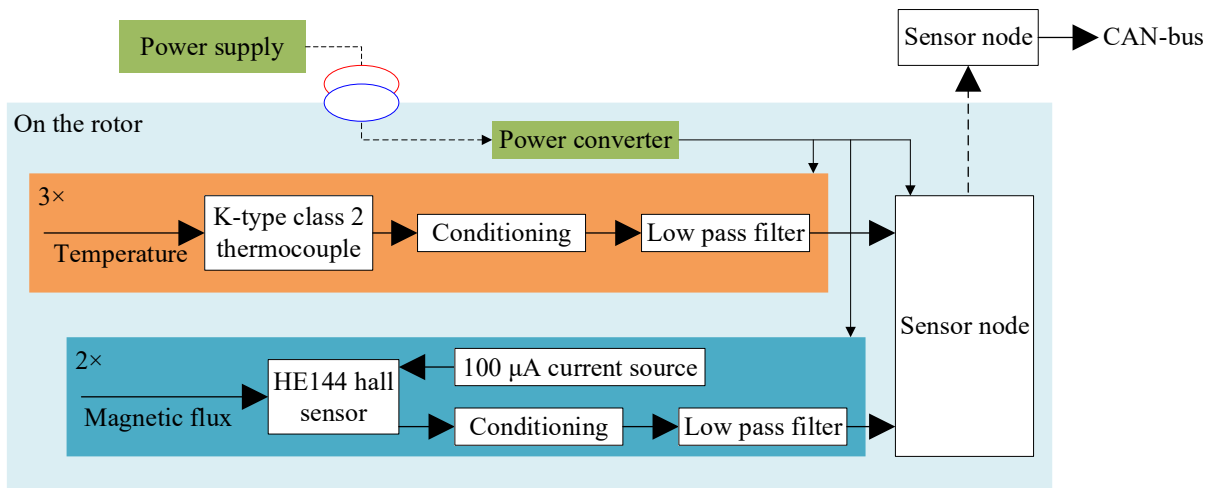 Power supply
Sensor node
CAN-bus
On the rotor
Power converter
3×
Temperature
K-type class 2
thermocouple
Conditioning
Low pass filter
Sensor node
2×
Magnetic flux
HE144 hall
sensor
100 μA current source
Conditioning
Low pass filter